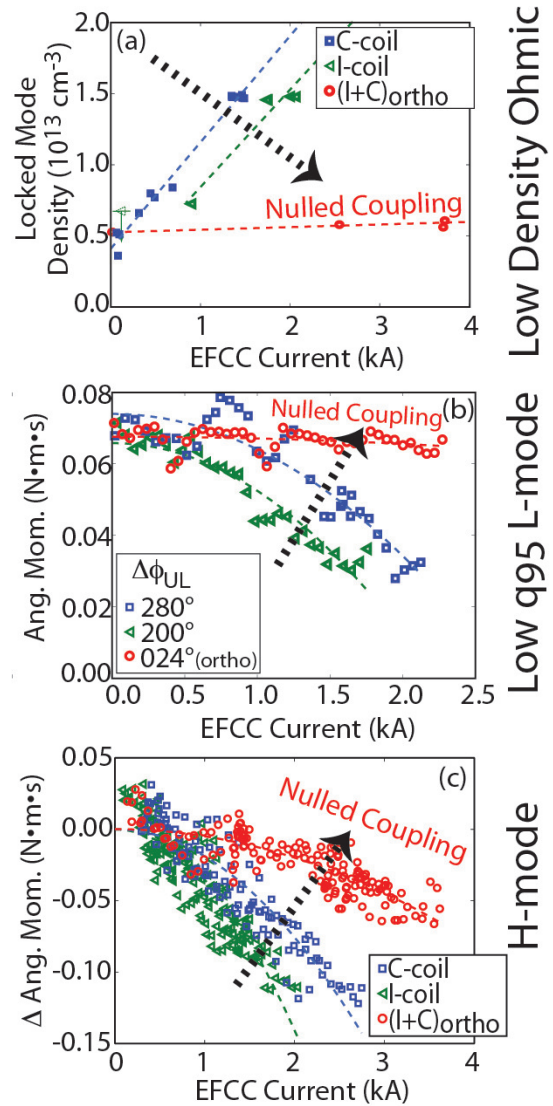 (a)
C-coil
I-coil
(I+C)ortho
Nulled Coupling
2.0
1.5
1.0
0.5
0.0
Locked Mode
Density (10¹³ cm⁻³)
0 1 2 3 4
EFCC Current (kA)
Low Density Ohmic
(b)
Nulled Coupling
0.08
0.06
0.04
0.02
0.00
Ang. Mom. (N•m•s)
ΔϕUL
280°
200°
024°(ortho)
0.0 0.5 1.0 1.5 2.0 2.5
EFCC Current (kA)
Low q95 L-mode
(c)
Nulled Coupling
0.05
0.00
-0.05
-0.10
-0.15
Δ Ang. Mom. (N•m•s)
C-coil
I-coil
(I+C)ortho
0 1 2 3 4
EFCC Current (kA)
H-mode